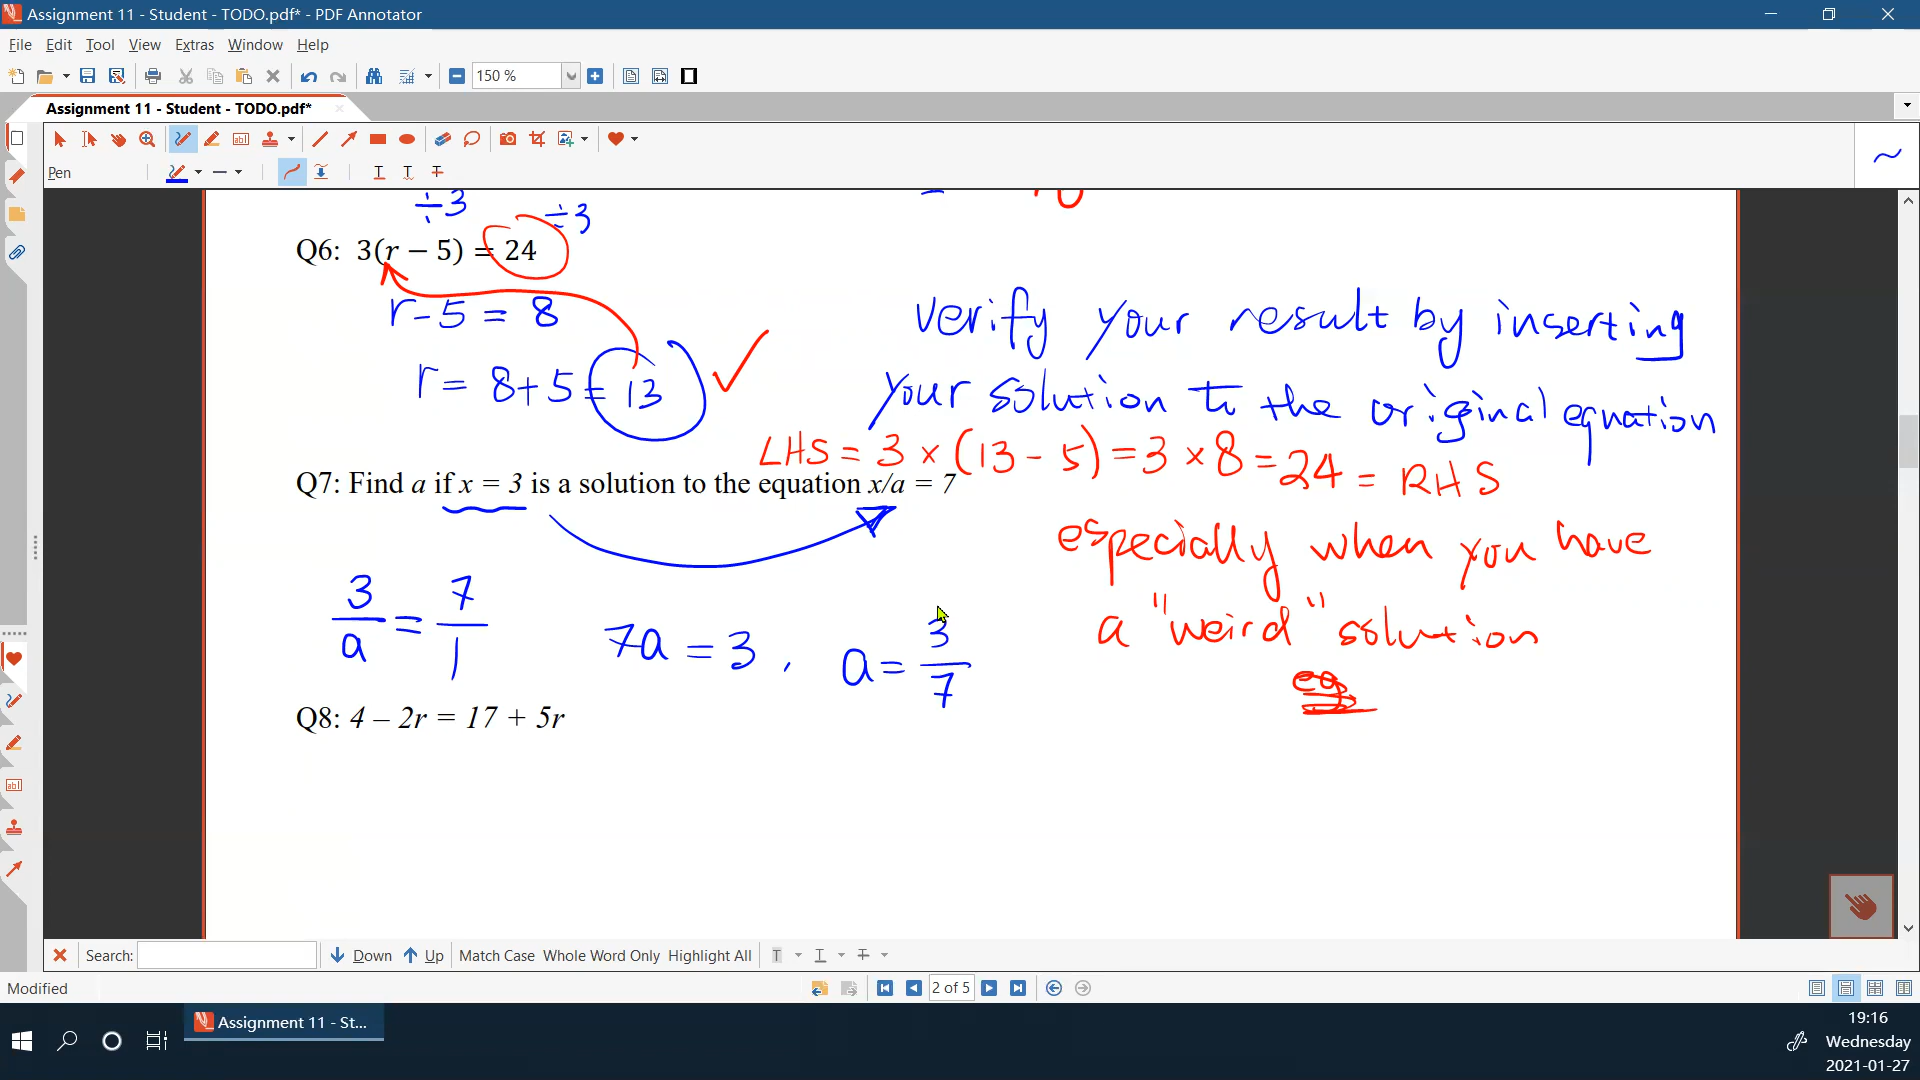 Assignment 11 - Student - TODO.pdf* - PDF Annotator
File Edit Tool View Extras Window Help
150 %
Assignment 11 - Student - TODO.pdf*
Pen
÷3
÷3
Q6: 3(r − 5) = 24
r - 5 = 8
r = 8 + 5 = 13
verify your result by inserting
your solution to the original equation
LHS = 3 × (13 - 5) = 3 × 8 = 24 = RHS
Q7: Find a if x = 3 is a solution to the equation x/a = 7
especially when you have
a "weird" solution
3/a = 7/1
7a = 3 , a = 3/7
Q8: 4 – 2r = 17 + 5r
Search: Down Up Match Case Whole Word Only Highlight All
Modified
2 of 5
Assignment 11 - St...
19:16
Wednesday
2021-01-27